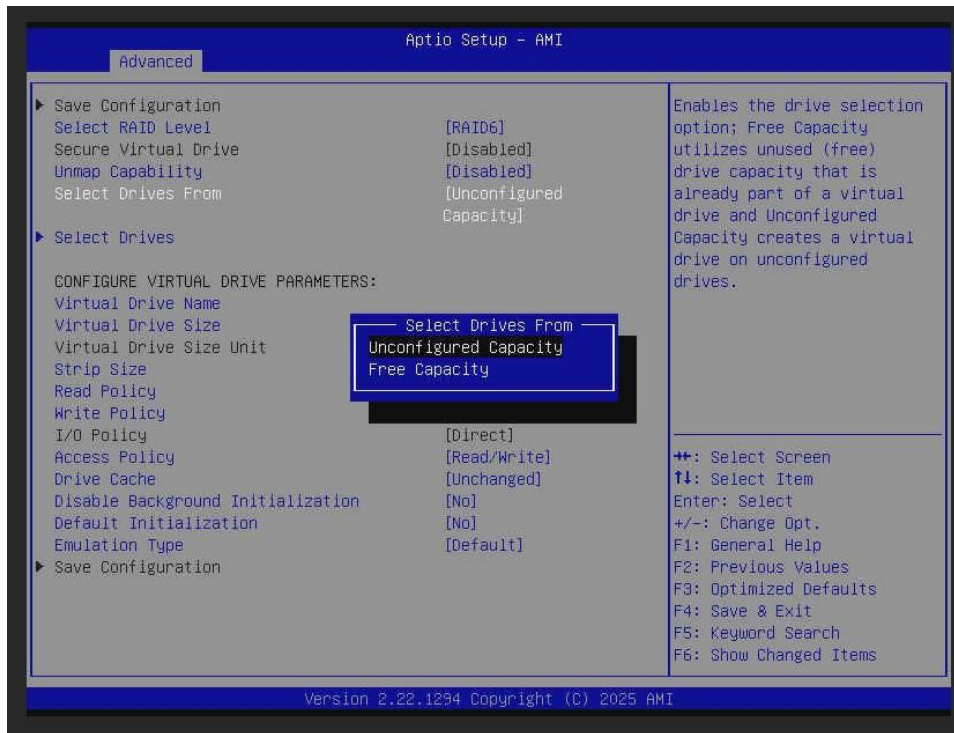 Aptio Setup – AMI
Advanced
Save Configuration
Select RAID Level [RAID6]
Secure Virtual Drive [Disabled]
Unmap Capability [Disabled]
Select Drives From [Unconfigured
Capacity]
Select Drives
CONFIGURE VIRTUAL DRIVE PARAMETERS:
Virtual Drive Name
Virtual Drive Size
Virtual Drive Size Unit
Strip Size
Read Policy
Write Policy
I/O Policy [Direct]
Access Policy [Read/Write]
Drive Cache [Unchanged]
Disable Background Initialization [No]
Default Initialization [No]
Emulation Type [Default]
Save Configuration
Select Drives From
Unconfigured Capacity
Free Capacity
Enables the drive selection
option; Free Capacity
utilizes unused (free)
drive capacity that is
already part of a virtual
drive and Unconfigured
Capacity creates a virtual
drive on unconfigured
drives.
→←: Select Screen
↑↓: Select Item
Enter: Select
+/-: Change Opt.
F1: General Help
F2: Previous Values
F3: Optimized Defaults
F4: Save & Exit
F5: Keyword Search
F6: Show Changed Items
Version 2.22.1294 Copyright (C) 2025 AMI